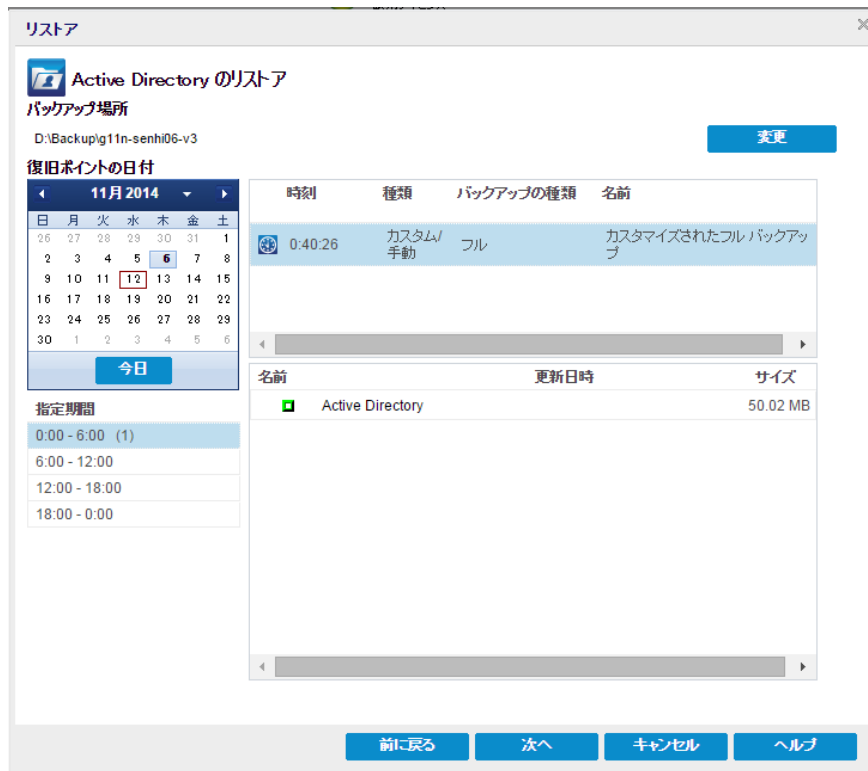 リストア
Active Directory のリストア
バックアップ場所
D:\Backup\g11n-senhi06-v3
変更
復旧ポイントの日付
11月 2014
日 月 火 水 木 金 土
26 27 28 29 30 31 1
2 3 4 5 6 7 8
9 10 11 12 13 14 15
16 17 18 19 20 21 22
23 24 25 26 27 28 29
30 1 2 3 4 5 6
今日
指定期間
0:00 - 6:00 (1)
6:00 - 12:00
12:00 - 18:00
18:00 - 0:00
時刻 種類 バックアップの種類 名前
0:40:26 カスタム/手動 フル カスタマイズされたフル バックアップ
名前 更新日時 サイズ
Active Directory 50.02 MB
前に戻る 次へ キャンセル ヘルプ